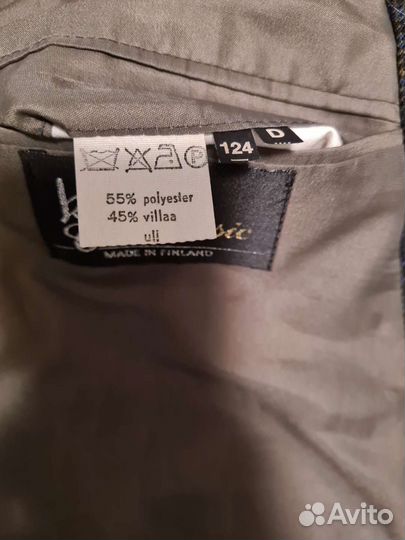 P
124
D
55% polyester
45% villaa
ull
MADE IN FINLAND
Avito